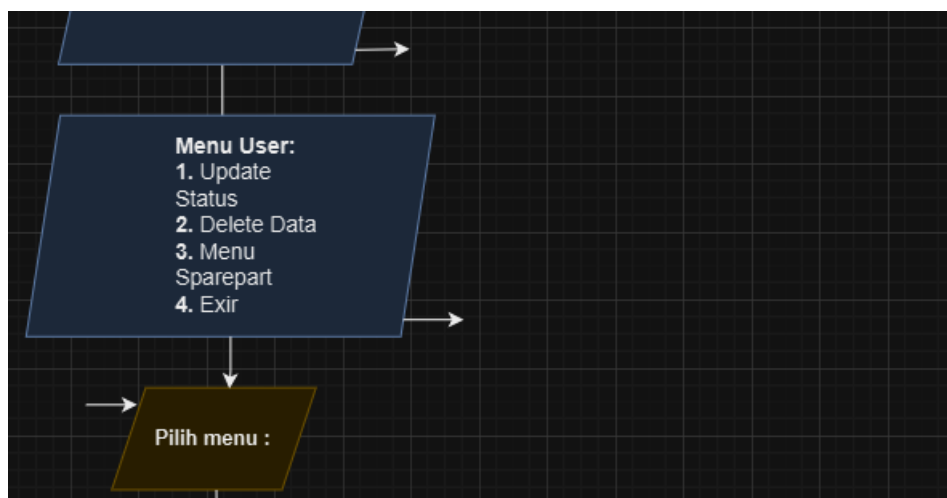 Menu User:
1. Update
Status
2. Delete Data
3. Menu
Sparepart
4. Exir
Pilih menu :